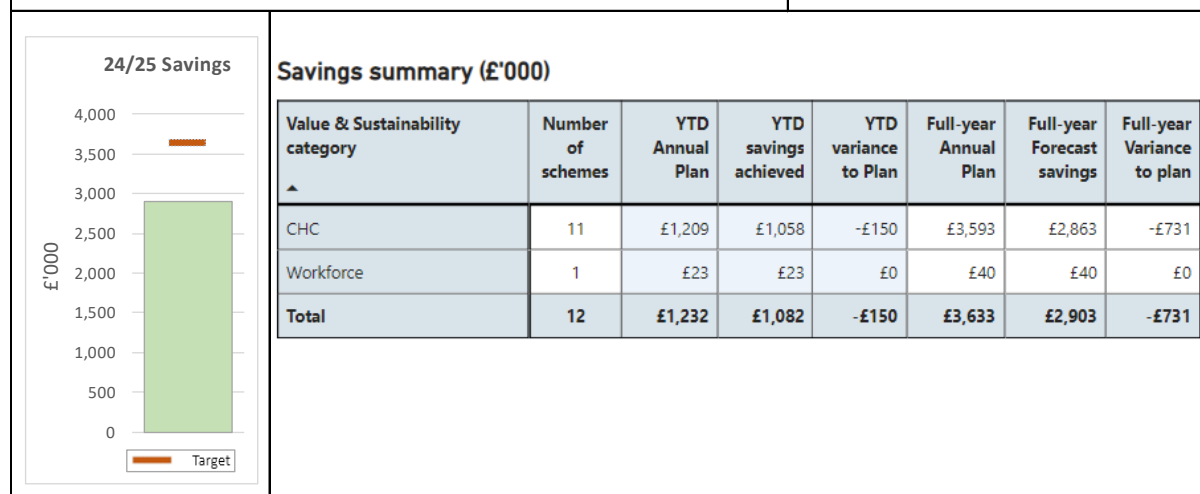 24/25 Savings
4,000
3,500
3,000
2,500
2,000
1,500
1,000
500
0
£'000
Target
Savings summary (£'000)
Value & Sustainability category Number of schemes YTD Annual Plan YTD savings achieved YTD variance to Plan Full-year Annual Plan Full-year Forecast savings Full-year Variance to plan
CHC 11 £1,209 £1,058 -£150 £3,593 £2,863 -£731
Workforce 1 £23 £23 £0 £40 £40 £0
Total 12 £1,232 £1,082 -£150 £3,633 £2,903 -£731